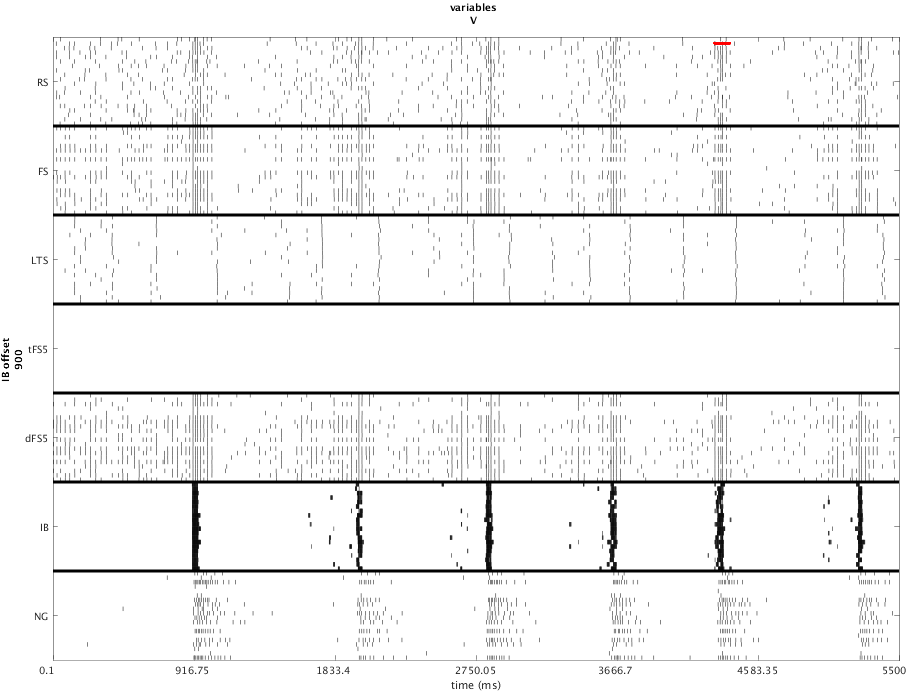 variables
V
RS
FS
LTS
tFS5
dFS5
IB
NG
IB offset
900
0.1
916.75
1833.4
2750.05
3666.7
4583.35
5500
time (ms)